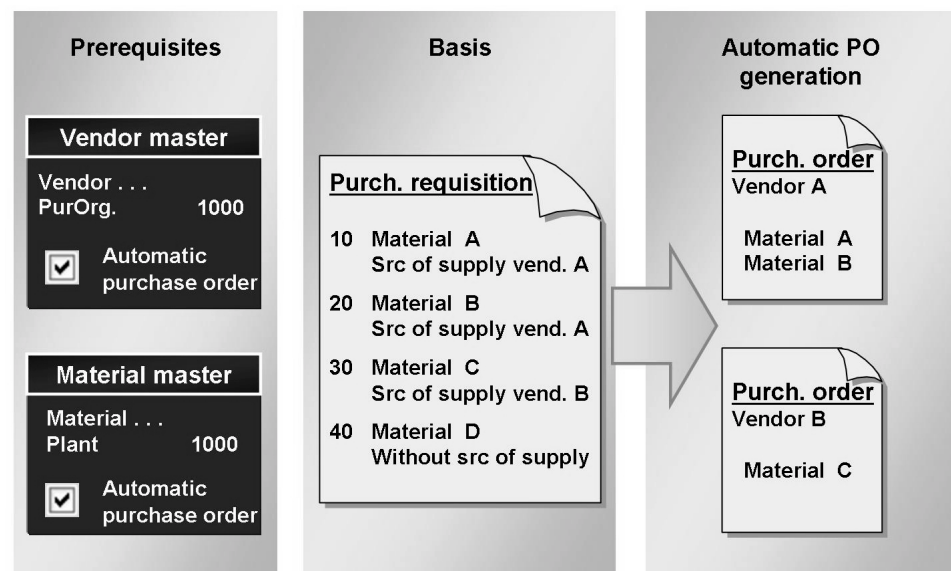 Prerequisites
Vendor master
Vendor . . .
PurOrg. 1000
Automatic
purchase order
Material master
Material . . .
Plant 1000
Automatic
purchase order
Basis
Purch. requisition
10 Material A
Src of supply vend. A
20 Material B
Src of supply vend. A
30 Material C
Src of supply vend. B
40 Material D
Without src of supply
Automatic PO
generation
Purch. order
Vendor A
Material A
Material B
Purch. order
Vendor B
Material C